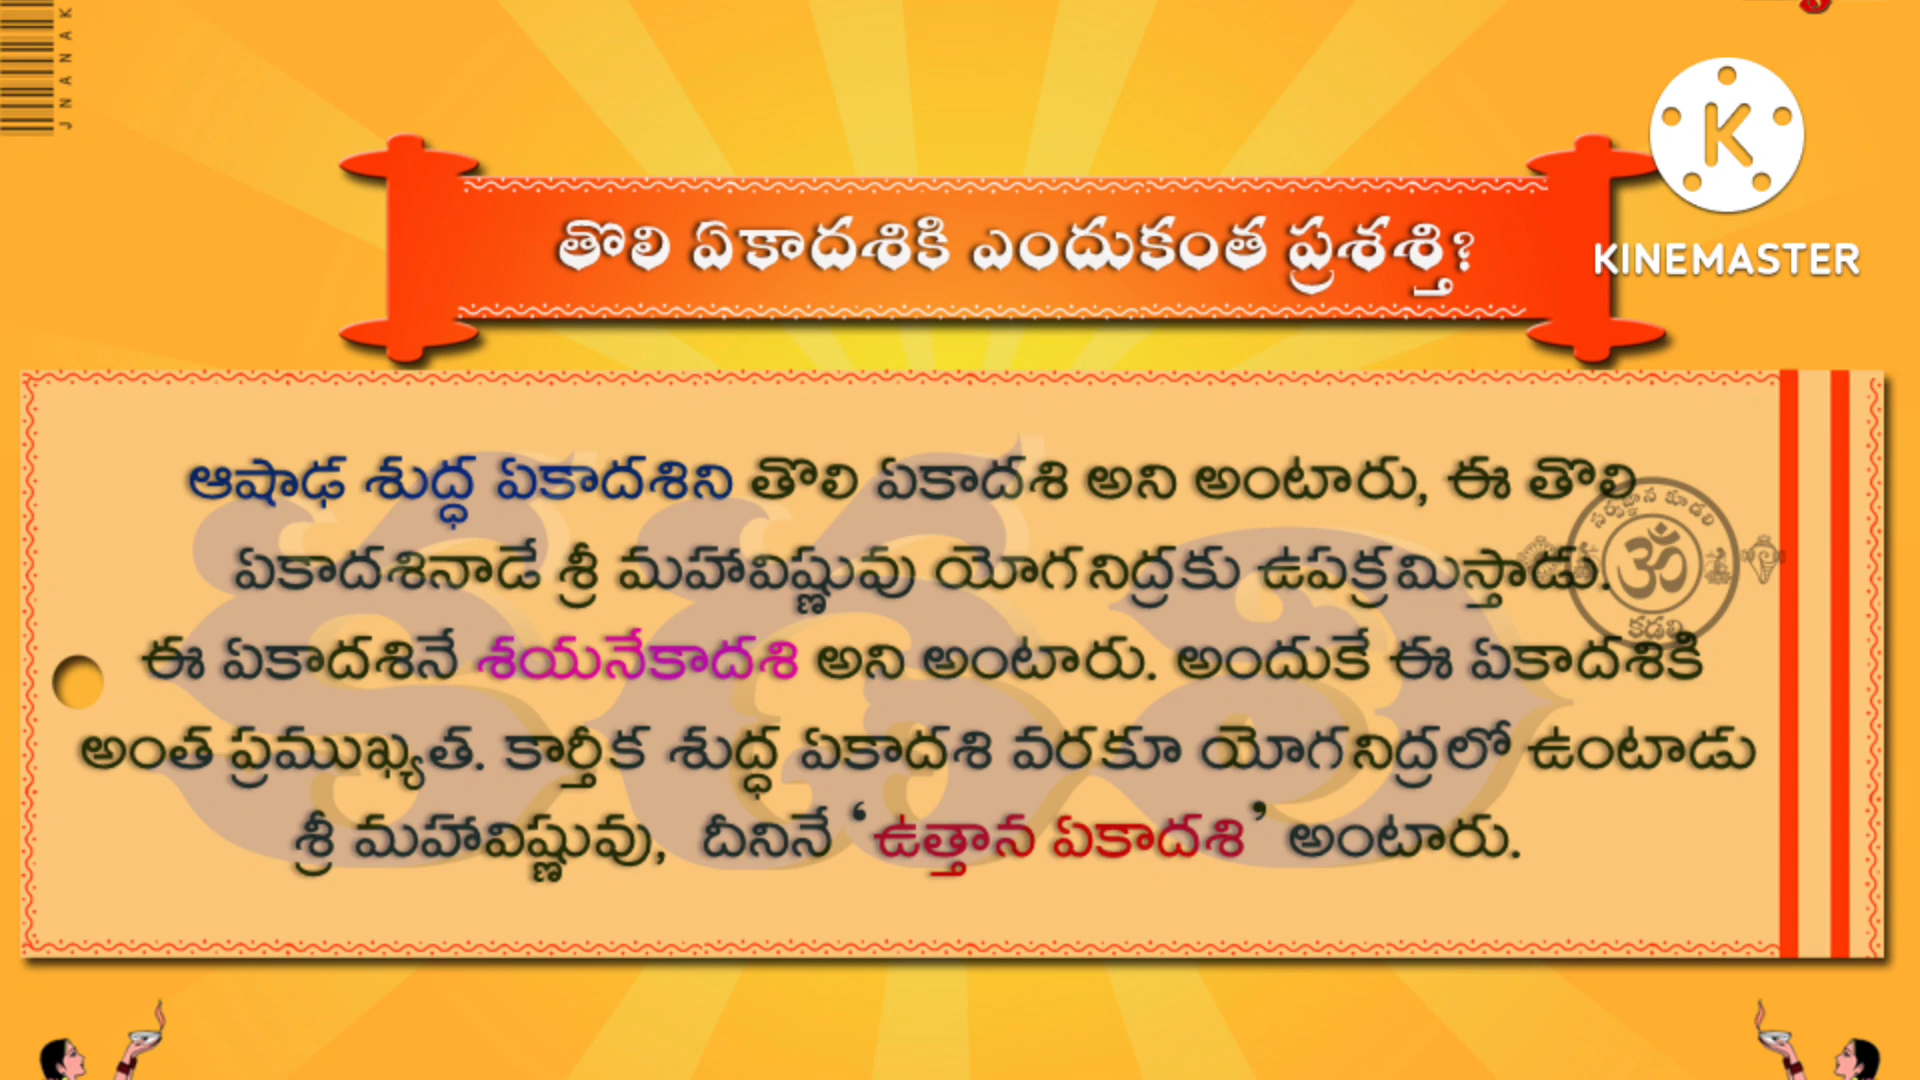 JNANAK
KINEMASTER
తొలి ఏకాదశికి ఎందుకంత ప్రశస్తి?
ఆషాఢ శుద్ధ ఏకాదశిని తొలి ఏకాదశి అని అంటారు, ఈ తొలి
ఏకాదశినాడే శ్రీ మహావిష్ణువు యోగనిద్రకు ఉపక్రమిస్తాడు.
ఈ ఏకాదశినే శయనేకాదశి అని అంటారు. అందుకే ఈ ఏకాదశికి
అంత ప్రముఖ్యత. కార్తీక శుద్ధ ఏకాదశి వరకూ యోగనిద్రలో ఉంటాడు
శ్రీ మహావిష్ణువు, దీనినే ‘ఉత్తాన ఏకాదశి’ అంటారు.
ॐ
కడలి